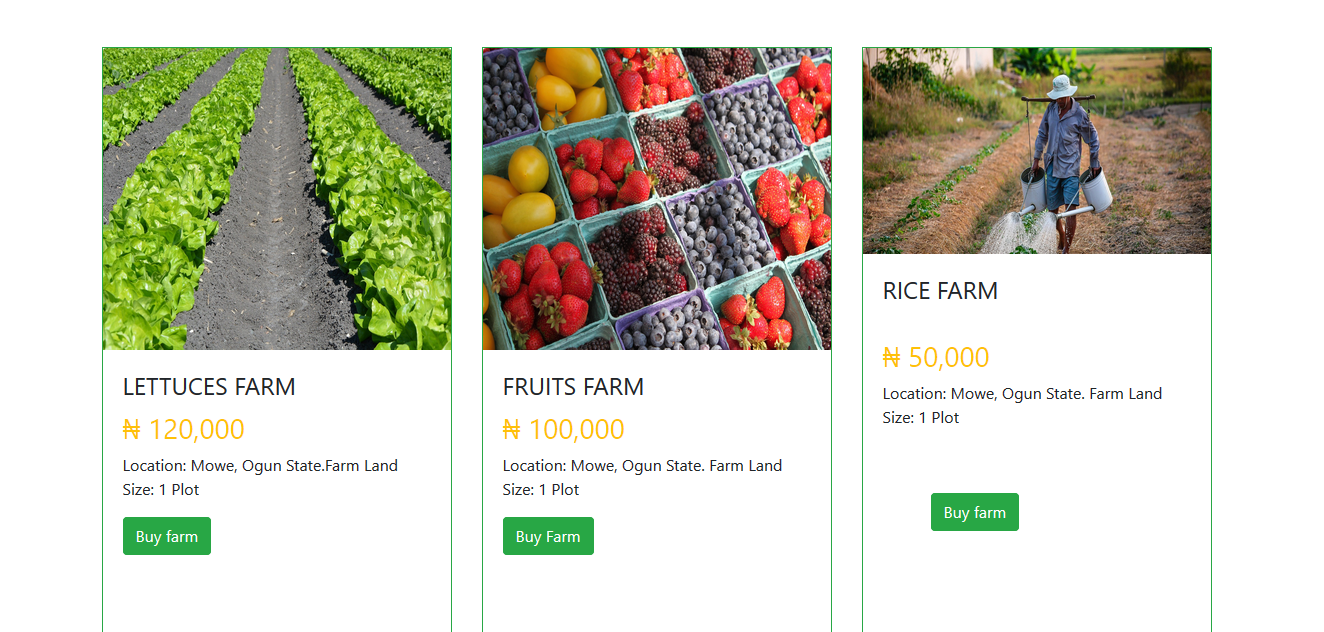 LETTUCES FARM
₦ 120,000
Location: Mowe, Ogun State.Farm Land
Size: 1 Plot
Buy farm
FRUITS FARM
₦ 100,000
Location: Mowe, Ogun State. Farm Land
Size: 1 Plot
Buy Farm
RICE FARM
₦ 50,000
Location: Mowe, Ogun State. Farm Land
Size: 1 Plot
Buy farm